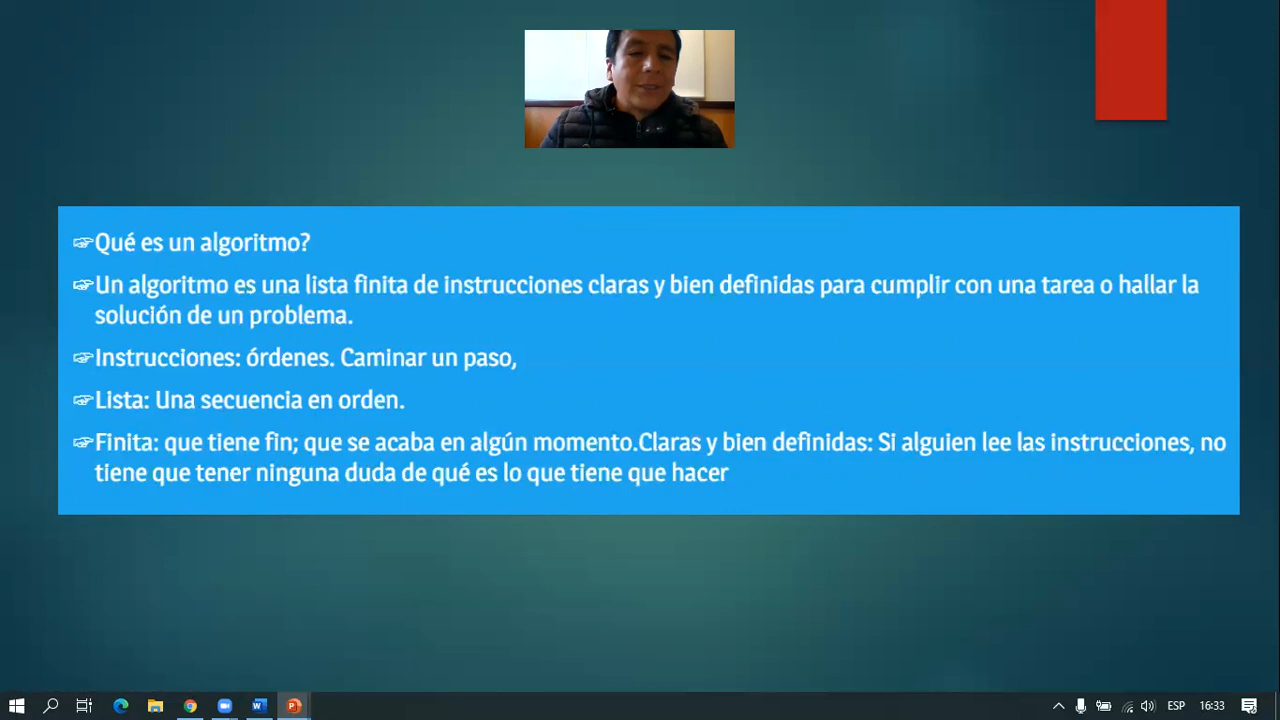 ☞Qué es un algoritmo?
☞Un algoritmo es una lista finita de instrucciones claras y bien definidas para cumplir con una tarea o hallar la
solución de un problema.
☞Instrucciones: órdenes. Caminar un paso,
☞Lista: Una secuencia en orden.
☞Finita: que tiene fin; que se acaba en algún momento.Claras y bien definidas: Si alguien lee las instrucciones, no
tiene que tener ninguna duda de qué es lo que tiene que hacer
ESP
16:33